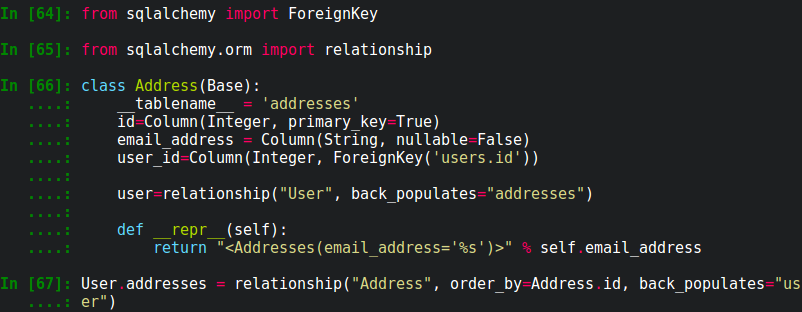 In [64]: from sqlalchemy import ForeignKey
In [65]: from sqlalchemy.orm import relationship
In [66]: class Address(Base):
   ....:     __tablename__ = 'addresses'
   ....:     id=Column(Integer, primary_key=True)
   ....:     email_address = Column(String, nullable=False)
   ....:     user_id=Column(Integer, ForeignKey('users.id'))
   ....:
   ....:     user=relationship("User", back_populates="addresses")
   ....:
   ....:     def __repr__(self):
   ....:         return "<Addresses(email_address='%s')>" % self.email_address
In [67]: User.addresses = relationship("Address", order_by=Address.id, back_populates="us
   ....: er")